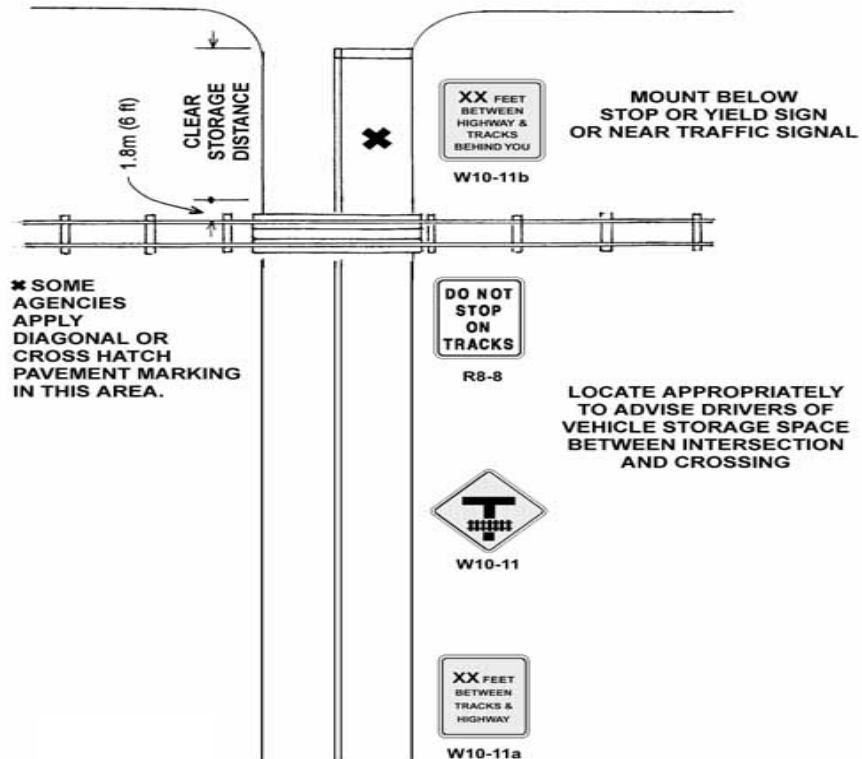 CLEAR
STORAGE
DISTANCE
1.8m (6 ft)
XX FEET
BETWEEN
HIGHWAY &
TRACKS
BEHIND YOU
W10-11b
MOUNT BELOW
STOP OR YIELD SIGN
OR NEAR TRAFFIC SIGNAL
✖ SOME
AGENCIES
APPLY
DIAGONAL OR
CROSS HATCH
PAVEMENT MARKING
IN THIS AREA.
DO NOT
STOP
ON
TRACKS
R8-8
LOCATE APPROPRIATELY
TO ADVISE DRIVERS OF
VEHICLE STORAGE SPACE
BETWEEN INTERSECTION
AND CROSSING
W10-11
XX FEET
BETWEEN
TRACKS &
HIGHWAY
W10-11a